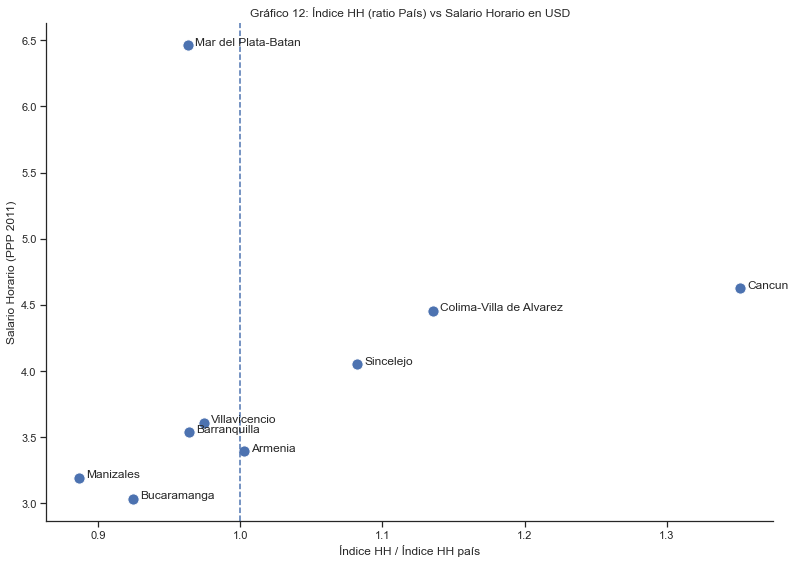 Gráfico 12: Índice HH (ratio País) vs Salario Horario en USD
6.5
Mar del Plata-Batan
6.0
5.5
5.0
Salario Horario (PPP 2011)
Cancun
4.5
Colima-Villa de Alvarez
Sincelejo
4.0
Villavicencio
Barranquilla
3.5
Armenia
Manizales
Bucaramanga
3.0
0.9 1.0 1.1 1.2 1.3
Índice HH / Índice HH país